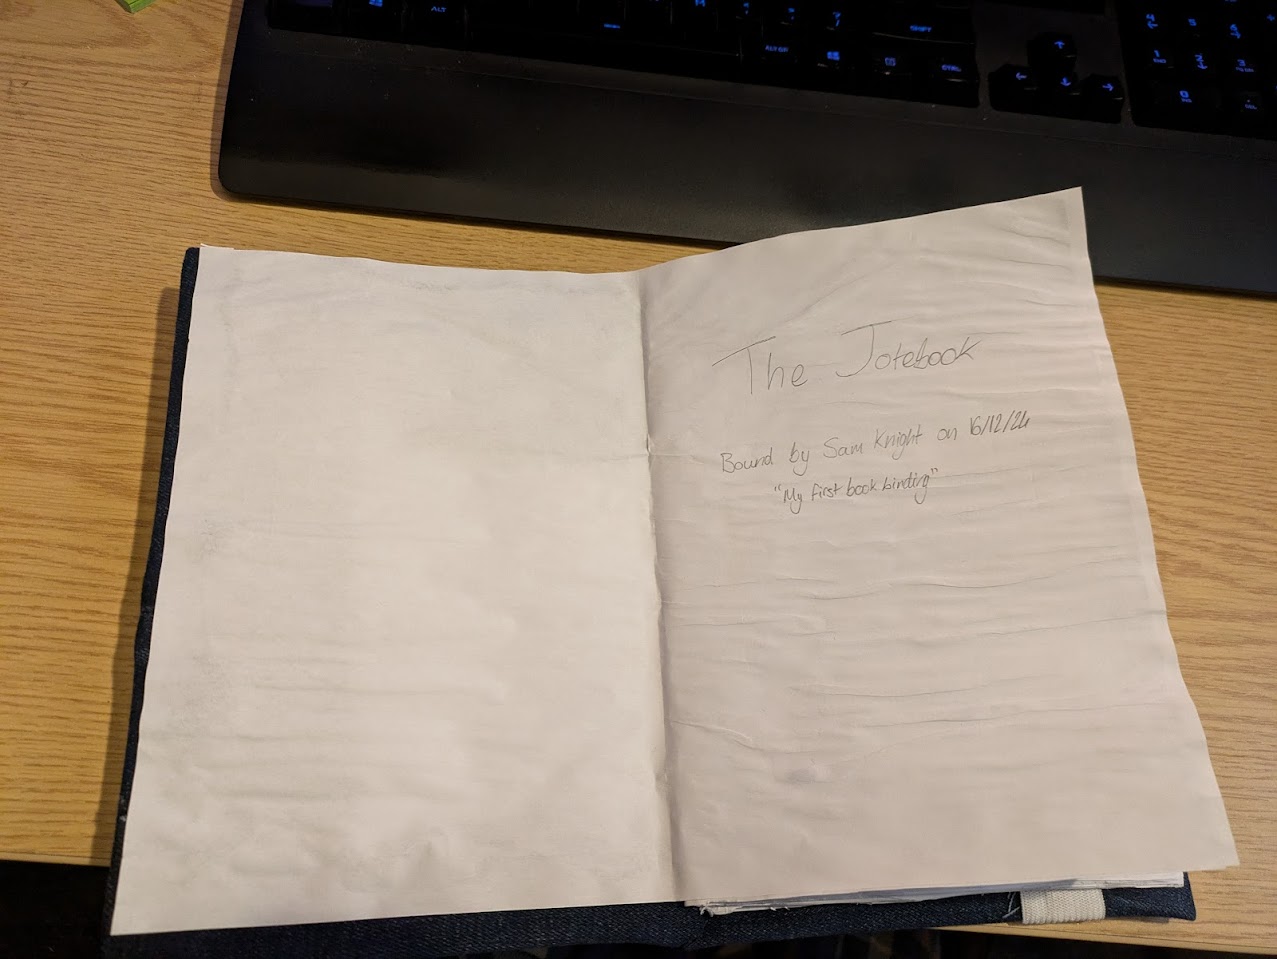 ALT
ALT GR
SHIFT
CTRL
The Jotebook
Bound by Sam Knight on 16/12/24
"My first book binding"